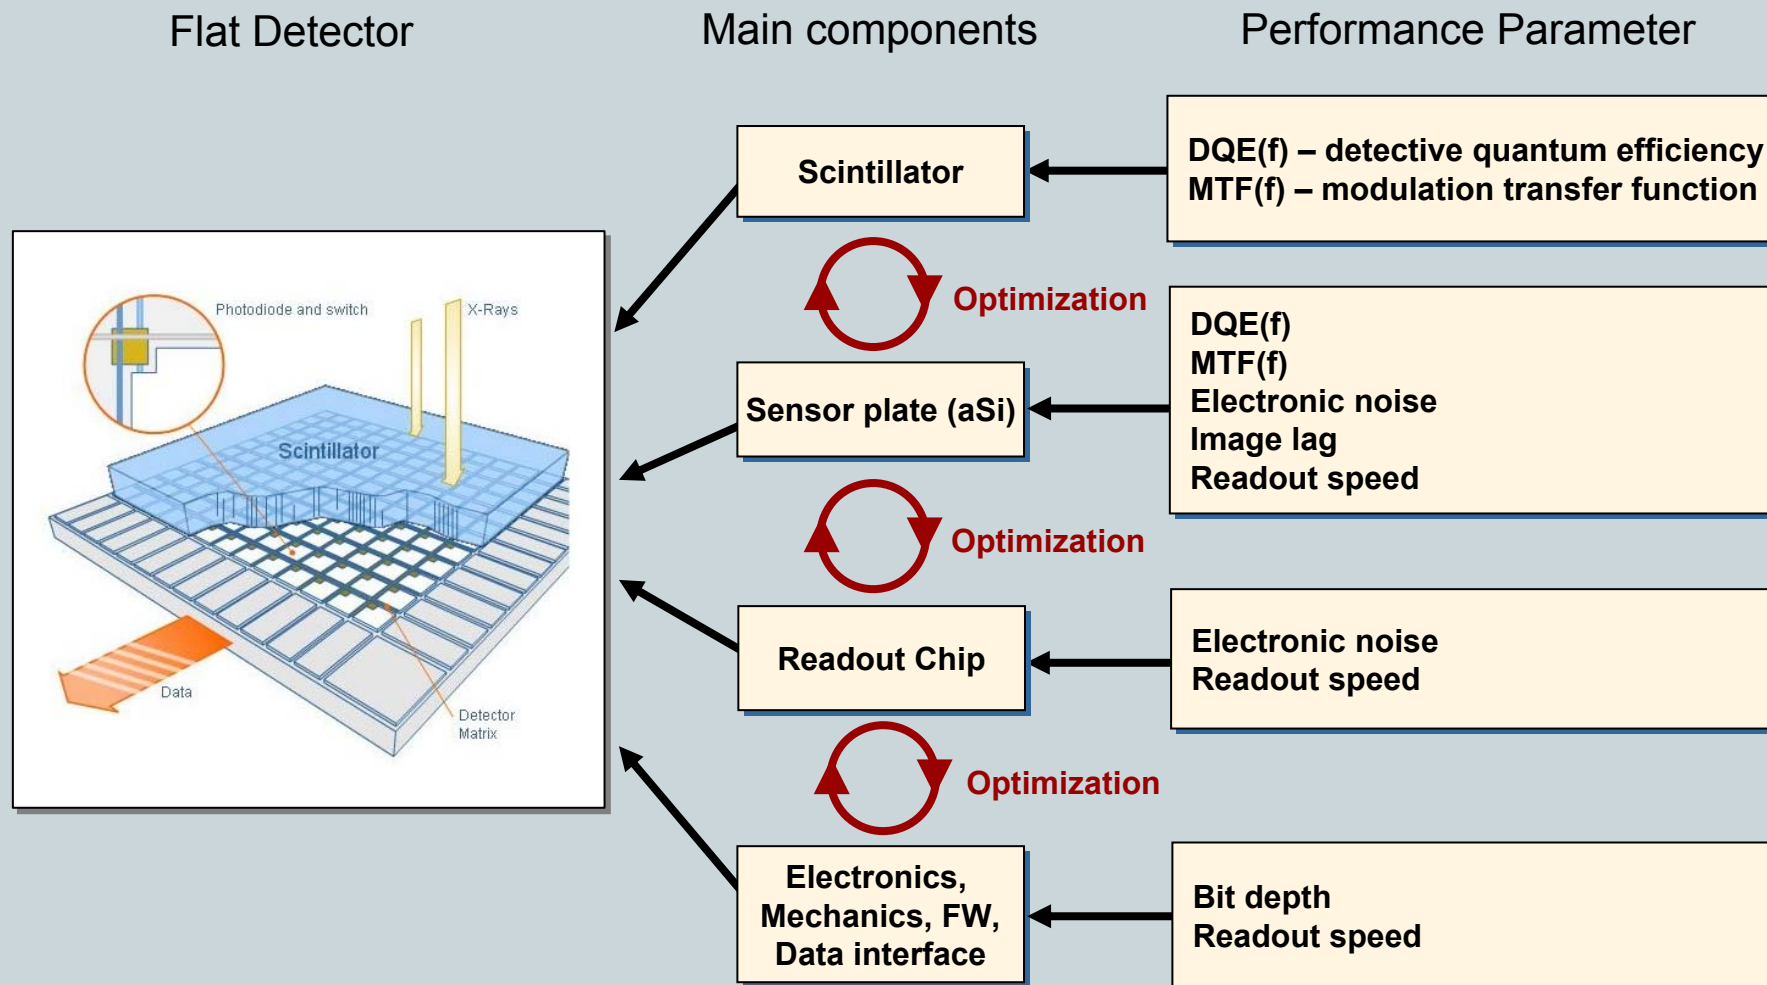 Flat Detector
Main components
Performance Parameter
Photodiode and switch
X-Rays
Scintillator
Data
Detector
Matrix
Scintillator
DQE(f) – detective quantum efficiency
MTF(f) – modulation transfer function
Optimization
Sensor plate (aSi)
DQE(f)
MTF(f)
Electronic noise
Image lag
Readout speed
Optimization
Readout Chip
Electronic noise
Readout speed
Optimization
Electronics,
Mechanics, FW,
Data interface
Bit depth
Readout speed